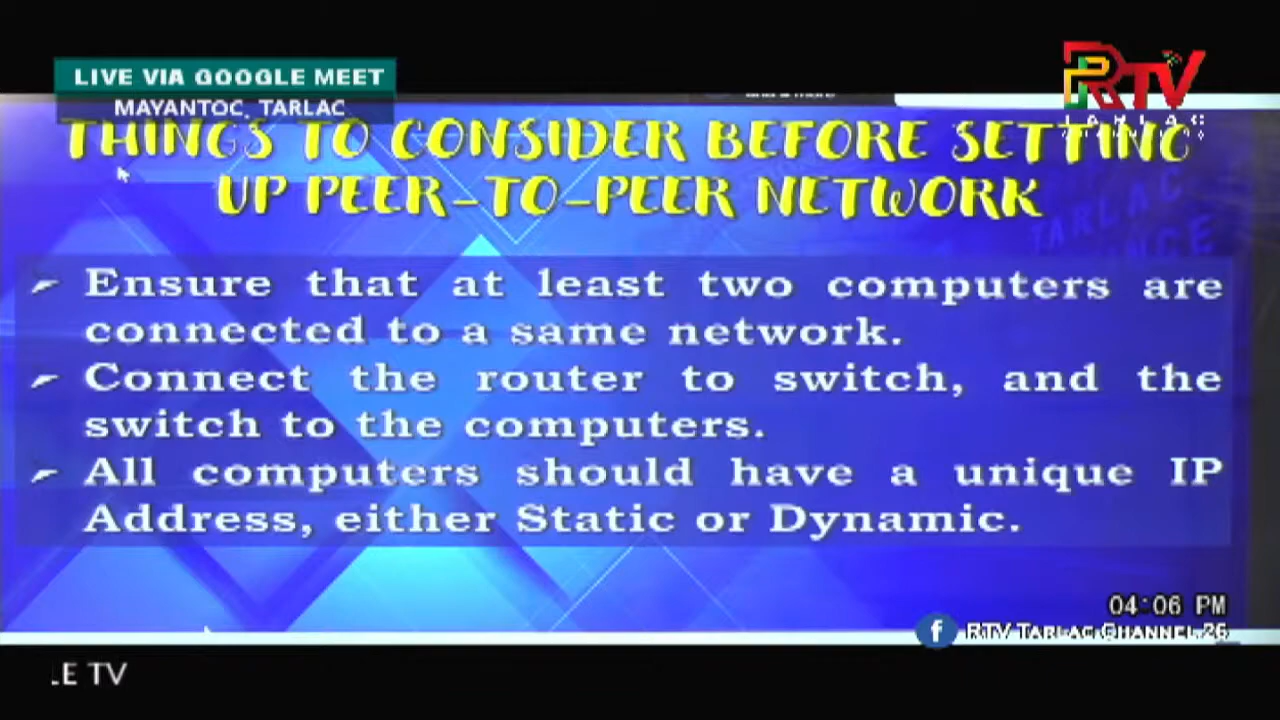 LIVE VIA GOOGLE MEET
MAYANTOC, TARLAC
RTV
TARLAC
THINGS TO CONSIDER BEFORE SETTING
UP PEER-TO-PEER NETWORK
Ensure that at least two computers are
connected to a same network.
Connect the router to switch, and the
switch to the computers.
All computers should have a unique IP
Address, either Static or Dynamic.
04:06 PM
RTV TARLAC CHANNEL 26
LE TV